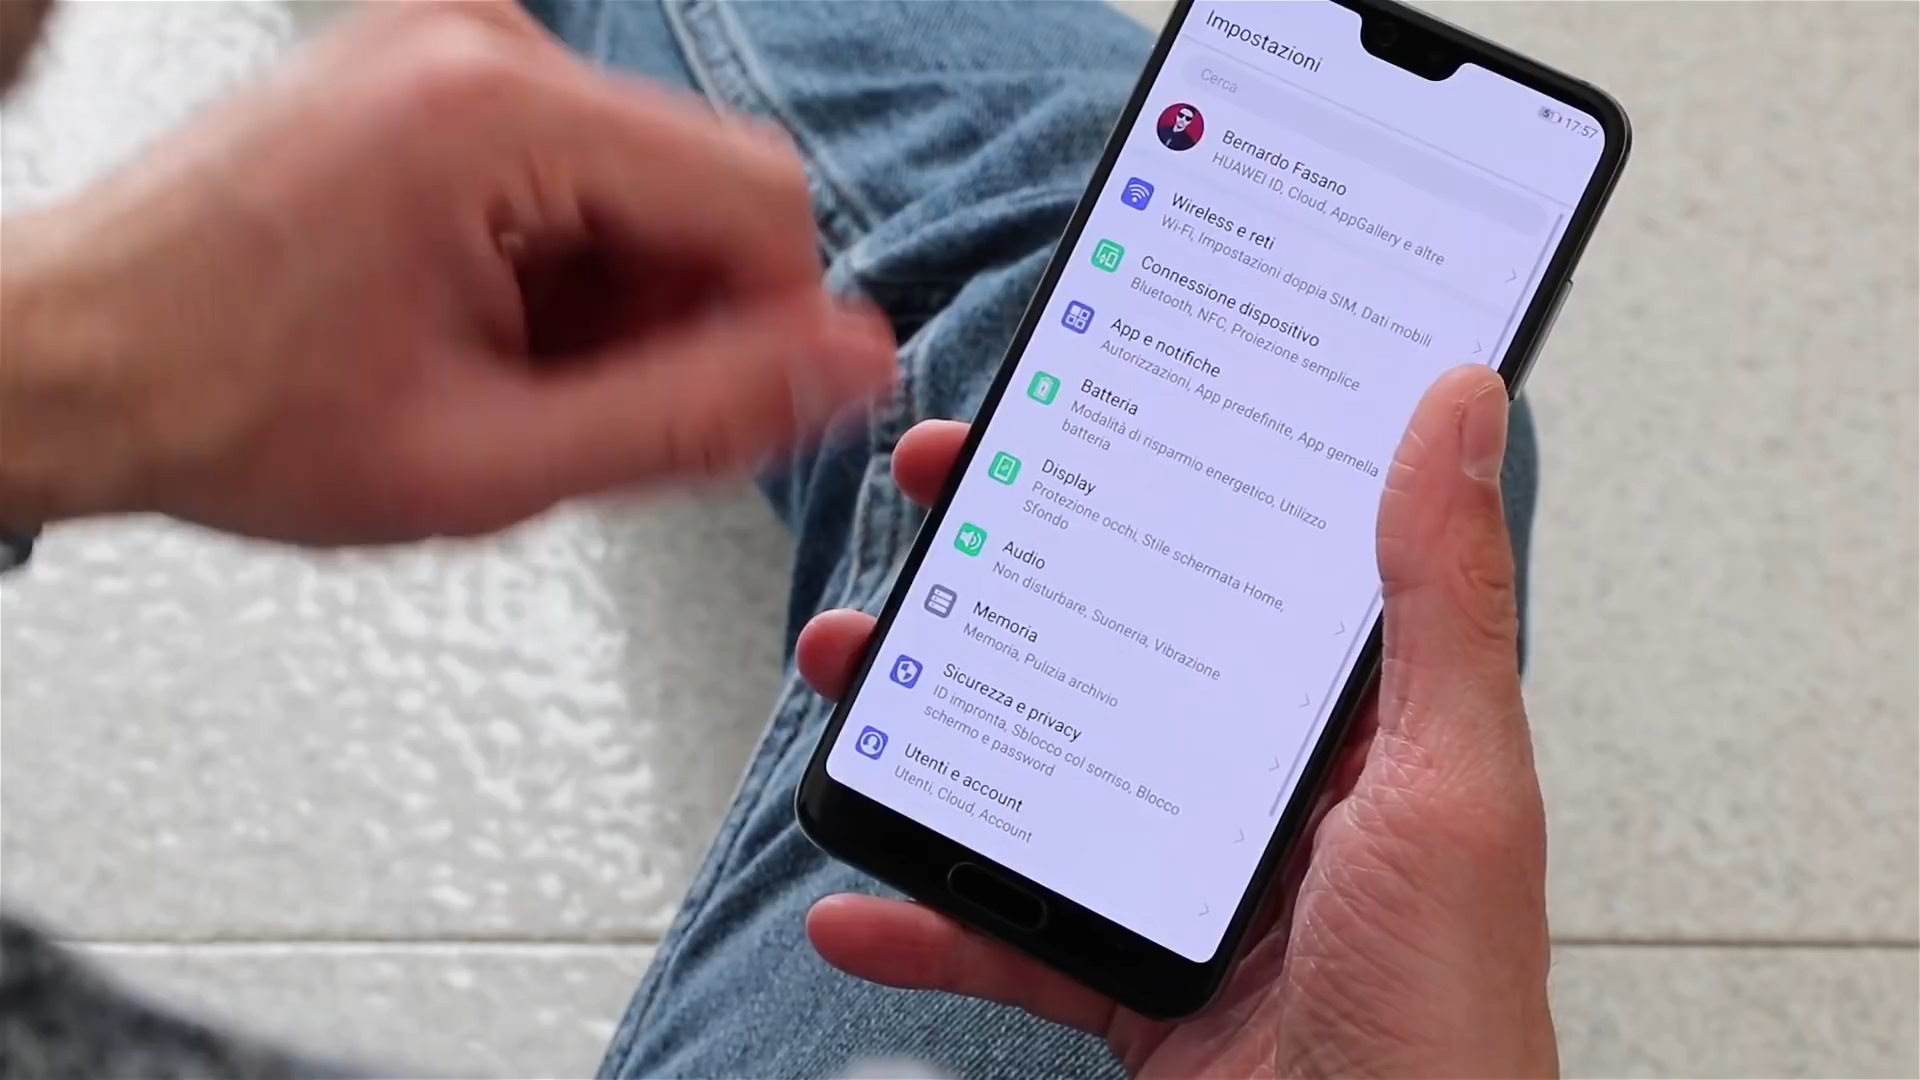 Impostazioni
17:57
Cerca
Bernardo Fasano
HUAWEI ID, Cloud, AppGallery e altre
Wireless e reti
Wi-Fi, Impostazioni doppia SIM, Dati mobili
Connessione dispositivo
Bluetooth, NFC, Proiezione semplice
App e notifiche
Autorizzazioni, App predefinite, App gemella
Batteria
Modalità di risparmio energetico, Utilizzo
batteria
Display
Protezione occhi, Stile schermata Home,
Sfondo
Audio
Non disturbare, Suoneria, Vibrazione
Memoria
Memoria, Pulizia archivio
Sicurezza e privacy
ID impronta, Sblocco col sorriso, Blocco
schermo e password
Utenti e account
Utenti, Cloud, Account